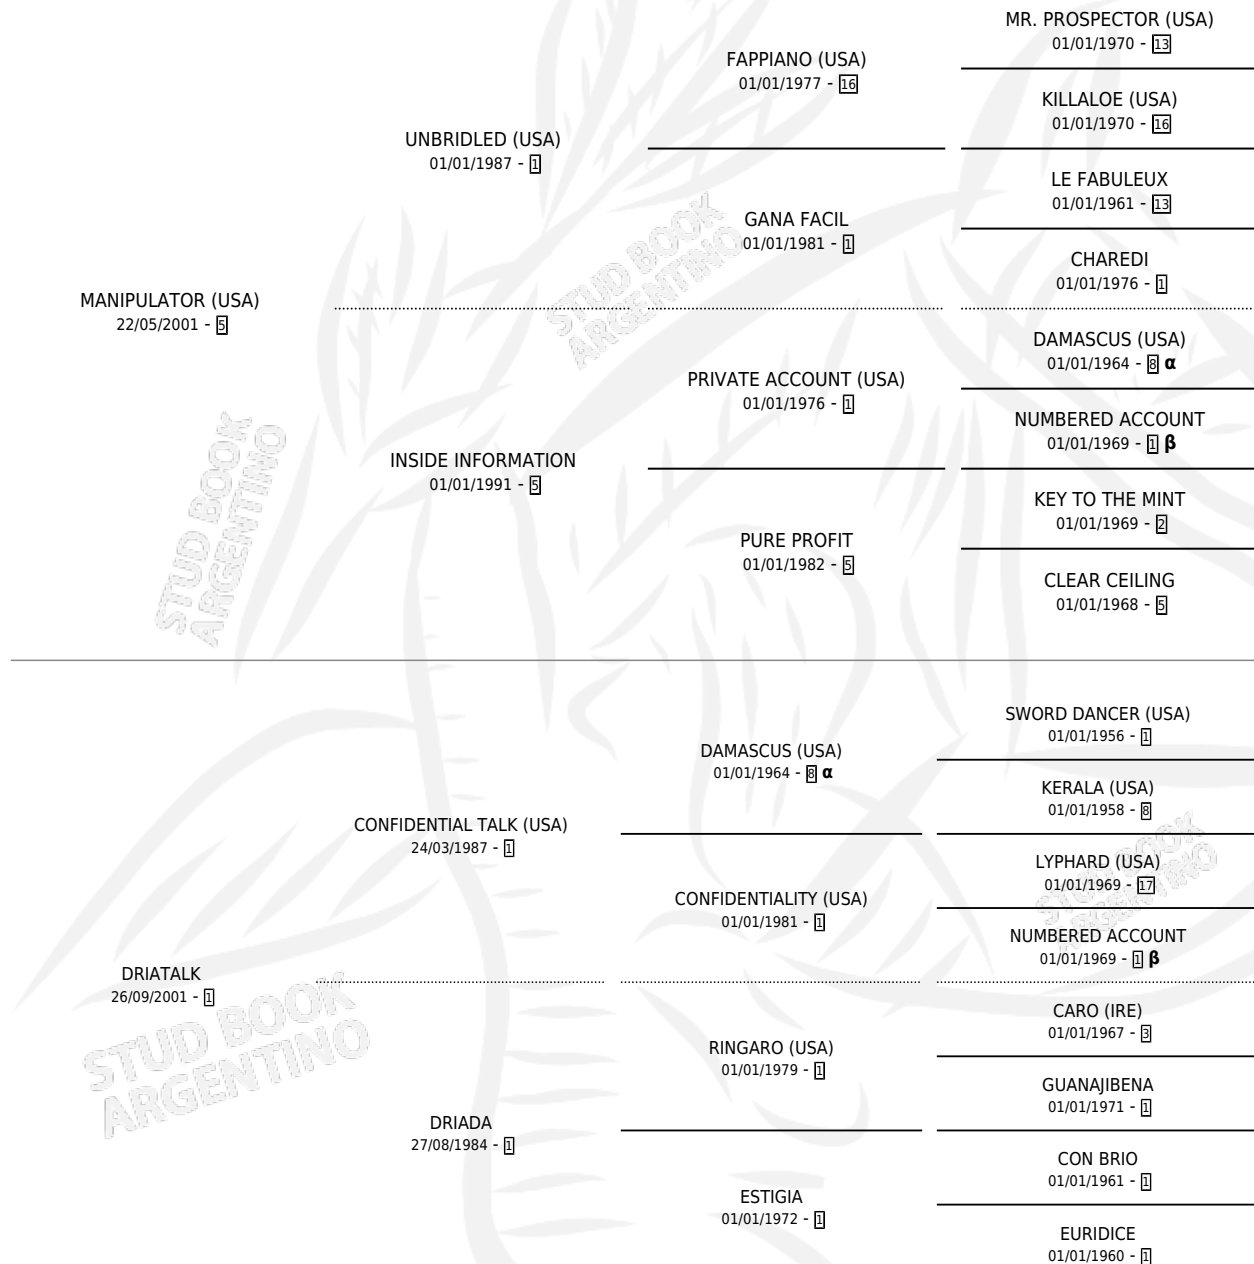 MR. PROSPECTOR (USA)
01/01/1970 - 13
FAPPIANO (USA)
01/01/1977 - 16
KILLALOE (USA)
01/01/1970 - 16
UNBRIDLED (USA)
01/01/1987 - 1
LE FABULEUX
01/01/1961 - 13
GANA FACIL
01/01/1981 - 1
CHAREDI
01/01/1976 - 1
MANIPULATOR (USA)
22/05/2001 - 5
DAMASCUS (USA)
01/01/1964 - 8 α
PRIVATE ACCOUNT (USA)
01/01/1976 - 1
NUMBERED ACCOUNT
01/01/1969 - 1 β
INSIDE INFORMATION
01/01/1991 - 5
KEY TO THE MINT
01/01/1969 - 2
PURE PROFIT
01/01/1982 - 5
CLEAR CEILING
01/01/1968 - 5
SWORD DANCER (USA)
01/01/1956 - 1
DAMASCUS (USA)
01/01/1964 - 8 α
KERALA (USA)
01/01/1958 - 8
CONFIDENTIAL TALK (USA)
24/03/1987 - 1
LYPHARD (USA)
01/01/1969 - 17
CONFIDENTIALITY (USA)
01/01/1981 - 1
NUMBERED ACCOUNT
01/01/1969 - 1 β
DRIATALK
26/09/2001 - 1
CARO (IRE)
01/01/1967 - 3
RINGARO (USA)
01/01/1979 - 1
GUANAJIBENA
01/01/1971 - 1
DRIADA
27/08/1984 - 1
CON BRIO
01/01/1961 - 1
ESTIGIA
01/01/1972 - 1
EURIDICE
01/01/1960 - 1
STUD BOOK
ARGENTINO
STUD BOOK
ARGENTINO
STUD BOOK
ARGENTINO
STUD BOOK
ARGENTINO